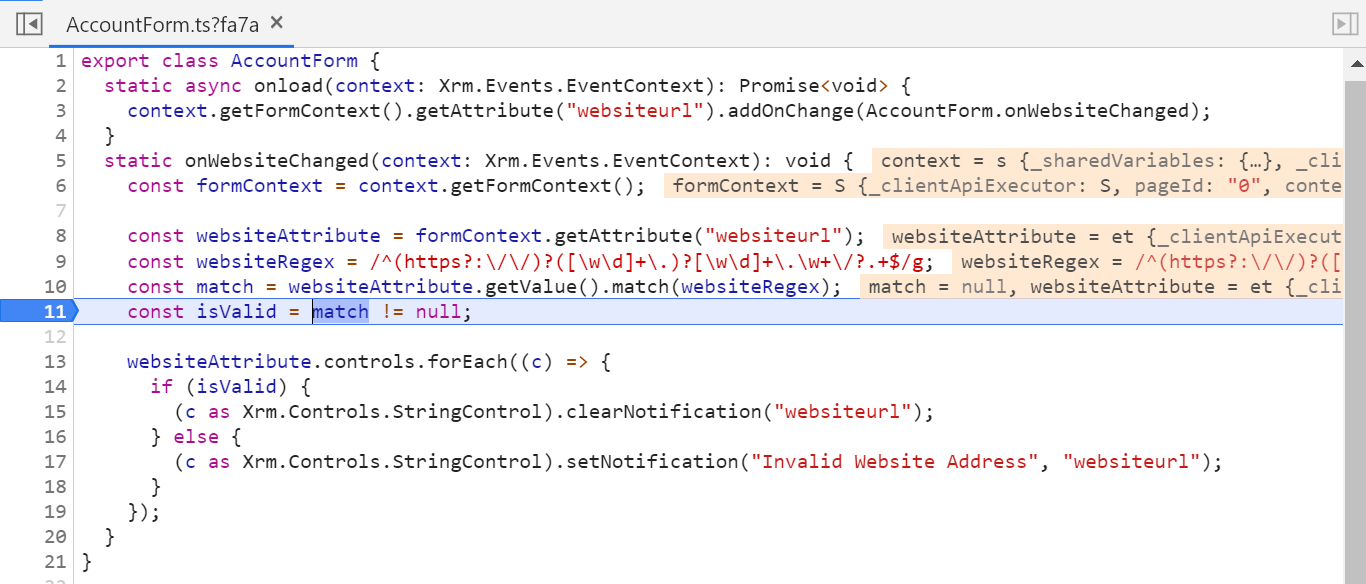 AccountForm.ts?fa7a ×
1 export class AccountForm {
2 static async onload(context: Xrm.Events.EventContext): Promise<void> {
3 context.getFormContext().getAttribute("websiteurl").addOnChange(AccountForm.onWebsiteChanged);
4 }
5 static onWebsiteChanged(context: Xrm.Events.EventContext): void { context = s {_sharedVariables: {…}, _cli
6 const formContext = context.getFormContext(); formContext = S {_clientApiExecutor: S, pageId: "0", conte
7
8 const websiteAttribute = formContext.getAttribute("websiteurl"); websiteAttribute = et {_clientApiExecut
9 const websiteRegex = /^(https?:\/\/)?([\w\d]+\.)?[\w\d]+\.\w+\/?.+$/g; websiteRegex = /^(https?:\/\/)?([
10 const match = websiteAttribute.getValue().match(websiteRegex); match = null, websiteAttribute = et {_cli
11 const isValid = match != null;
12
13 websiteAttribute.controls.forEach((c) => {
14 if (isValid) {
15 (c as Xrm.Controls.StringControl).clearNotification("websiteurl");
16 } else {
17 (c as Xrm.Controls.StringControl).setNotification("Invalid Website Address", "websiteurl");
18 }
19 });
20 }
21 }